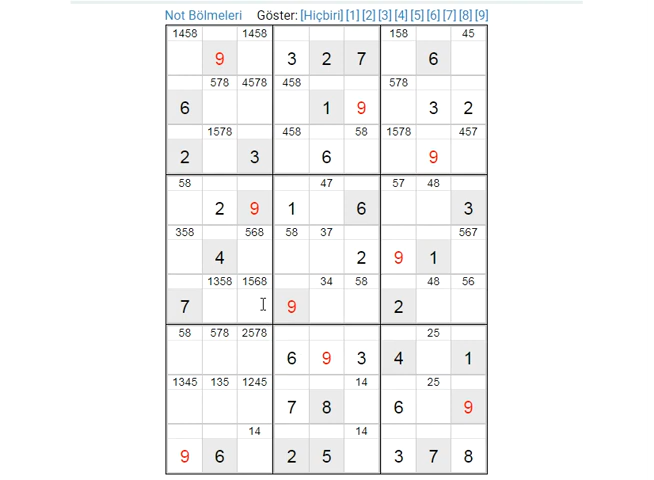 Not Bölmeleri Göster: [Hiçbiri] [1] [2] [3] [4] [5] [6] [7] [8] [9]
1458 1458 158 45
9 3 2 7 6
578 4578 458 578
6 1 9 3 2
1578 458 58 1578 457
2 3 6 9
58 47 57 48
2 9 1 6 3
358 568 58 37 567
4 2 9 1
1358 1568 34 58 48 56
7 9 2
58 578 2578 25
6 9 3 4 1
1345 135 1245 14 25
7 8 6 9
14 14
9 6 2 5 3 7 8